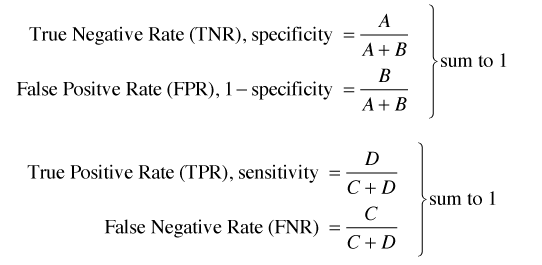 True Negative Rate (TNR), specificity = A / (A + B)
False Positve Rate (FPR), 1 − specificity = B / (A + B)
sum to 1
True Positive Rate (TPR), sensitivity = D / (C + D)
False Negative Rate (FNR) = C / (C + D)
sum to 1